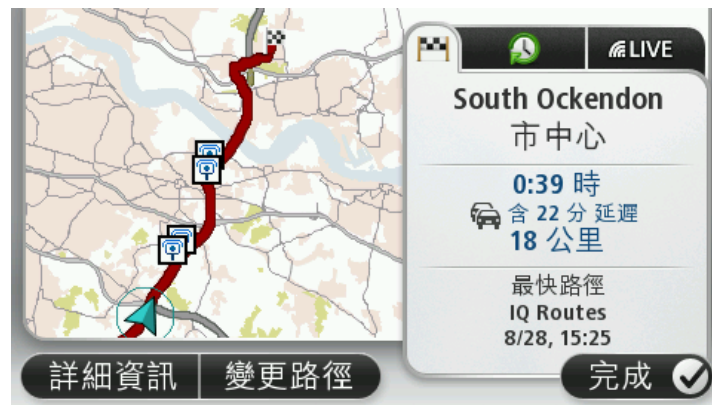 LIVE
South Ockendon
市中心
0:39 時
含 22 分 延遲
18 公里
最快路徑
IQ Routes
8/28, 15:25
詳細資訊
變更路徑
完成